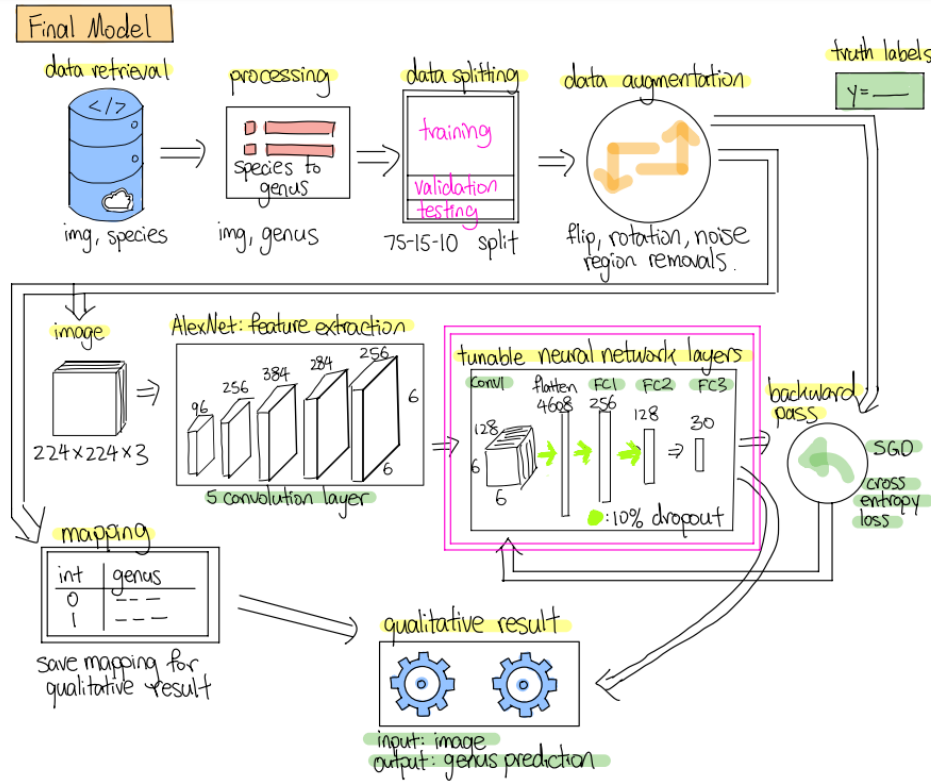 Final Model
data retrieval
</>
img, species
processing
species to
genus
img, genus
data splitting
training
validation
testing
75-15-10 split
data augmentation
flip, rotation, noise
region removals.
truth labels
y=
image
224×224×3
AlexNet: feature extraction
96
256
384
284
256
6
6
5 convolution layer
tunable neural network layers
conv1
128
6
6
flatten
4608
FC1
256
FC2
128
FC3
30
:10% dropout
backward
pass
SGD
cross
entropy
loss
mapping
int genus
0
1
save mapping for
qualitative result
qualitative result
input: image
output: genus prediction